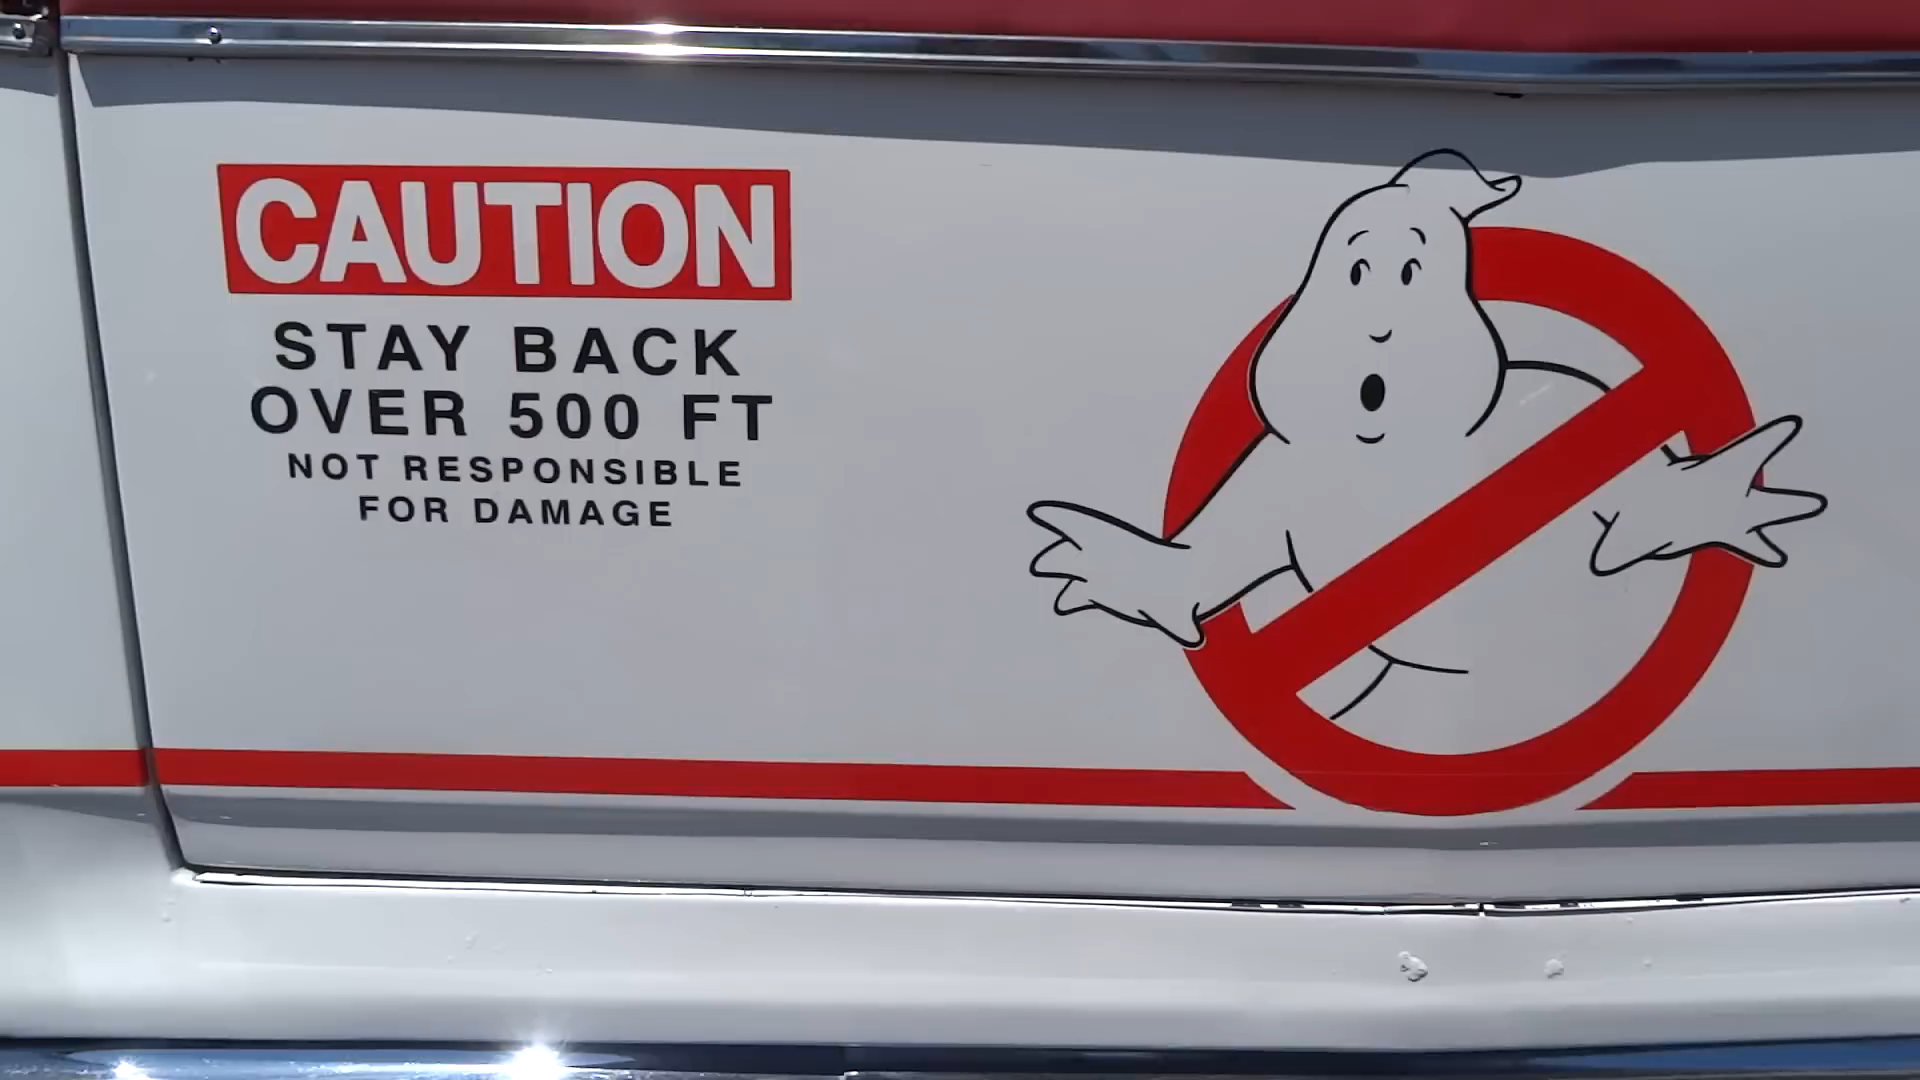 CAUTION
STAY BACK
OVER 500 FT
NOT RESPONSIBLE
FOR DAMAGE